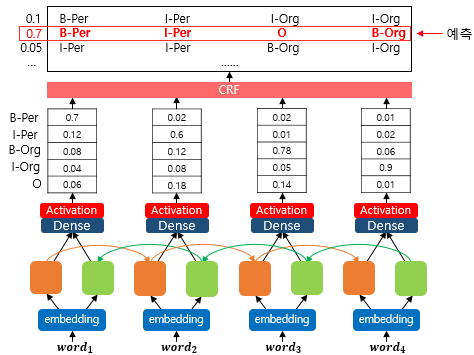 0.1 B-Per I-Per I-Org I-Org
0.7 B-Per I-Per O B-Org 예측
0.05 I-Per I-Per B-Org I-Org
... ......
CRF
B-Per 0.7 0.02 0.02 0.01
I-Per 0.12 0.6 0.01 0.02
B-Org 0.08 0.12 0.78 0.06
I-Org 0.04 0.08 0.05 0.9
O 0.06 0.18 0.14 0.01
Activation Activation Activation Activation
Dense Dense Dense Dense
embedding embedding embedding embedding
word1 word2 word3 word4